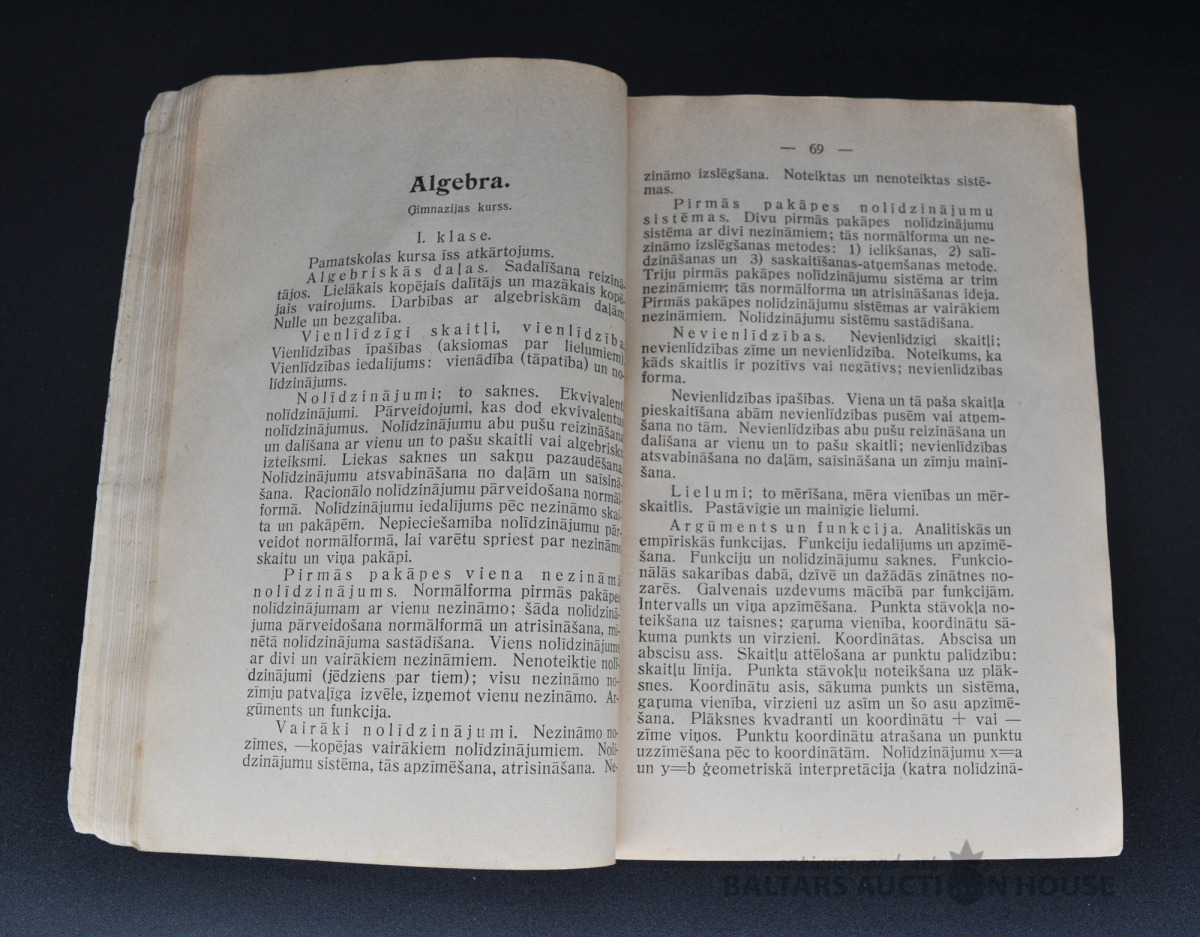 Algebra.
Ģimnazijas kurss.
I. klase.
Pamatskolas kursa īss atkārtojums.
Algebriskās daļas. Sadalīšana reizinā-
tājos. Lielākais kopējais dalītājs un mazākais kopē-
jais vairojums. Darbības ar algebriskām daļām.
Nulle un bezgalība.
Vienlīdzīgi skaitļi, vienlīdzība.
Vienlīdzības īpašības (aksiomas par lielumiem)
Vienlīdzības iedalījums: vienādība (tāpatība) un no-
līdzinājums.
Nolīdzinājumi; to saknes. Ekvivalenti
nolīdzinājumi. Pārveidojumi, kas dod ekvivalentus
nolīdzinājumus. Nolīdzinājumu abu pušu reizināšana
un dalīšana ar vienu un to pašu skaitli vai algebrisku
izteiksmi. Liekas saknes un sakņu pazaudēšana
Nolīdzinājumu atsvabināšana no daļām un saīsinā-
šana. Racionālo nolīdzinājumu pārveidošana normāl-
formā. Nolīdzinājumu iedalījums pēc nezināmo skai-
ta un pakāpēm. Nepieciešamība nolīdzinājumu pār-
veidot normālformā, lai varētu spriest par nezināmo
skaitu un viņa pakāpi.
Pirmās pakāpes viena nezināmā
nolīdzinājums. Normālforma pirmās pakāpes
nolīdzinājumam ar vienu nezināmo; šāda nolīdzinā-
juma pārveidošana normālformā un atrisināšana, mi-
nētā nolīdzinājuma sastādīšana. Viens nolīdzinājums
ar divi un vairākiem nezināmiem. Nenoteiktie nolī-
dzinājumi (jēdziens par tiem); visu nezināmo no-
zīmju patvaļīga izvēle, izņemot vienu nezināmo. Ar-
gūments un funkcija.
Vairāki nolīdzinājumi. Nezināmo no-
zīmes, —kopējas vairākiem nolīdzinājumiem. Nolī-
dzinājumu sistēma, tās apzīmēšana, atrisināšana. Ne-
— 69 —
zināmo izslēgšana. Noteiktas un nenoteiktas sistē-
mas.
Pirmās pakāpes nolīdzinājumu
sistēmas. Divu pirmās pakāpes nolīdzinājumu
sistēma ar divi nezināmiem; tās normālforma un ne-
zināmo izslēgšanas metodes: 1) ielikšanas, 2) salī-
dzināšanas un 3) saskaitīšanas-atņemšanas metode.
Triju pirmās pakāpes nolīdzinājumu sistēma ar trim
nezināmiem; tās normālforma un atrisināšanas ideja.
Pirmās pakāpes nolīdzinājumu sistēmas ar vairākiem
nezināmiem. Nolīdzinājumu sistēmu sastādīšana.
Nevienlīdzības. Nevienlīdzīgi skaitļi;
nevienlīdzības zīme un nevienlīdzība. Noteikums, ka
kāds skaitlis ir pozitīvs vai negātīvs; nevienlīdzības
forma.
Nevienlīdzības īpašības. Viena un tā paša skaitļa
pieskaitīšana abām nevienlīdzības pusēm vai atņem-
šana no tām. Nevienlīdzības abu pušu reizināšana un
dalīšana ar vienu un to pašu skaitli; nevienlīdzības
atsvabināšana no daļām, saīsināšana un zīmju mainī-
šana.
Lielumi; to mērīšana, mēra vienības un mēr-
skaitlis. Pastāvīgie un mainīgie lielumi.
Argūments un funkcija. Analitiskās un
empīriskās funkcijas. Funkciju iedalījums un apzīmē-
šana. Funkciju un nolīdzinājumu saknes. Funkcio-
nālās sakarības dabā, dzīvē un dažādās zinātnes no-
zarēs. Galvenais uzdevums mācībā par funkcijām.
Intervalls un viņa apzīmēšana. Punkta stāvokļa no-
teikšana uz taisnes; gaŗuma vienība, koordinātu sā-
kuma punkts un virzieni. Koordinātas. Abscisa un
abscisu ass. Skaitļu attēlošana ar punktu palīdzību:
skaitļu līnija. Punkta stāvokļu noteikšana uz plāk-
snes. Koordinātu asis, sākuma punkts un sistēma,
gaŗuma vienība, virzieni uz asīm un šo asu apzīmē-
šana. Plāksnes kvadranti un koordinātu + vai —
zīme viņos. Punktu koordinātu atrašana un punktu
uzzīmēšana pēc to koordinātām. Nolīdzinājumu x=a
un y=b ģeometriskā interpretācija (katra nolīdzinā-
BALTARS AUCTION HOUSE